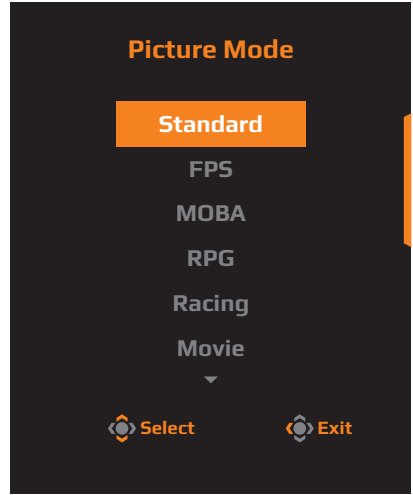 Picture Mode
Standard
FPS
MOBA
RPG
Racing
Movie
Select Exit